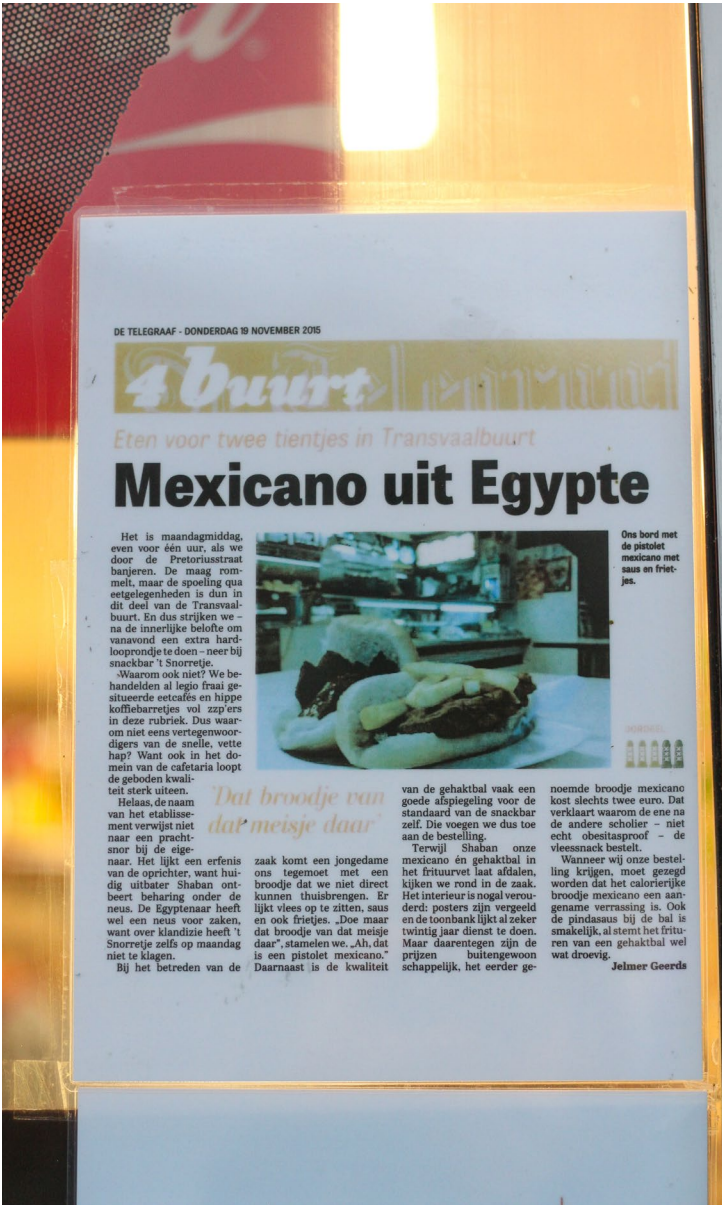 DE TELEGRAAF - DONDERDAG 19 NOVEMBER 2015
4 buurt
Eten voor twee tientjes in Transvaalbuurt
Mexicano uit Egypte
Het is maandagmiddag,
even voor één uur, als we
door de Pretoriusstraat
banjeren. De maag rom-
melt, maar de spoeling qua
eetgelegenheden is dun in
dit deel van de Transvaal-
buurt. En dus strijken we –
na de innerlijke belofte om
vanavond een extra hard-
looprondje te doen – neer bij
snackbar ’t Snorretje.
Waarom ook niet? We be-
handelden al legio fraai ge-
situeerde eetcafés en hippe
koffiebarretjes vol zzp’ers
in deze rubriek. Dus waar-
om niet eens vertegenwoor-
digers van de snelle, vette
hap? Want ook in het do-
mein van de cafetaria loopt
de geboden kwali-
teit sterk uiteen.
Helaas, de naam
van het etablisse-
ment verwijst niet
naar een pracht-
snor bij de eige-
naar. Het lijkt een erfenis
van de oprichter, want hui-
dig uitbater Shaban ont-
beert beharing onder de
neus. De Egyptenaar heeft
wel een neus voor zaken,
want over klandizie heeft ’t
Snorretje zelfs op maandag
niet te klagen.
Bij het betreden van de
Ons bord met
de pistolet
mexicano met
saus en friet-
jes.
'Dat broodje van
dat meisje daar'
zaak komt een jongedame
ons tegemoet met een
broodje dat we niet direct
kunnen thuisbrengen. Er
lijkt vlees op te zitten, saus
en ook frietjes. „Doe maar
dat broodje van dat meisje
daar”, stamelen we. „Ah, dat
is een pistolet mexicano.”
Daarnaast is de kwaliteit
van de gehaktbal vaak een
goede afspiegeling voor de
standaard van de snackbar
zelf. Die voegen we dus toe
aan de bestelling.
Terwijl Shaban onze
mexicano én gehaktbal in
het frituurvet laat afdalen,
kijken we rond in de zaak.
Het interieur is nogal verou-
derd: posters zijn vergeeld
en de toonbank lijkt al zeker
twintig jaar dienst te doen.
Maar daarentegen zijn de
prijzen buitengewoon
schappelijk, het eerder ge-
noemde broodje mexicano
kost slechts twee euro. Dat
verklaart waarom de ene na
de andere scholier – niet
echt obesitasproof – de
vleessnack bestelt.
Wanneer wij onze bestel-
ling krijgen, moet gezegd
worden dat het calorierijke
broodje mexicano een aan-
gename verrassing is. Ook
de pindasaus bij de bal is
smakelijk, al stemt het fritu-
ren van een gehaktbal wel
wat droevig.
Jelmer Geerds